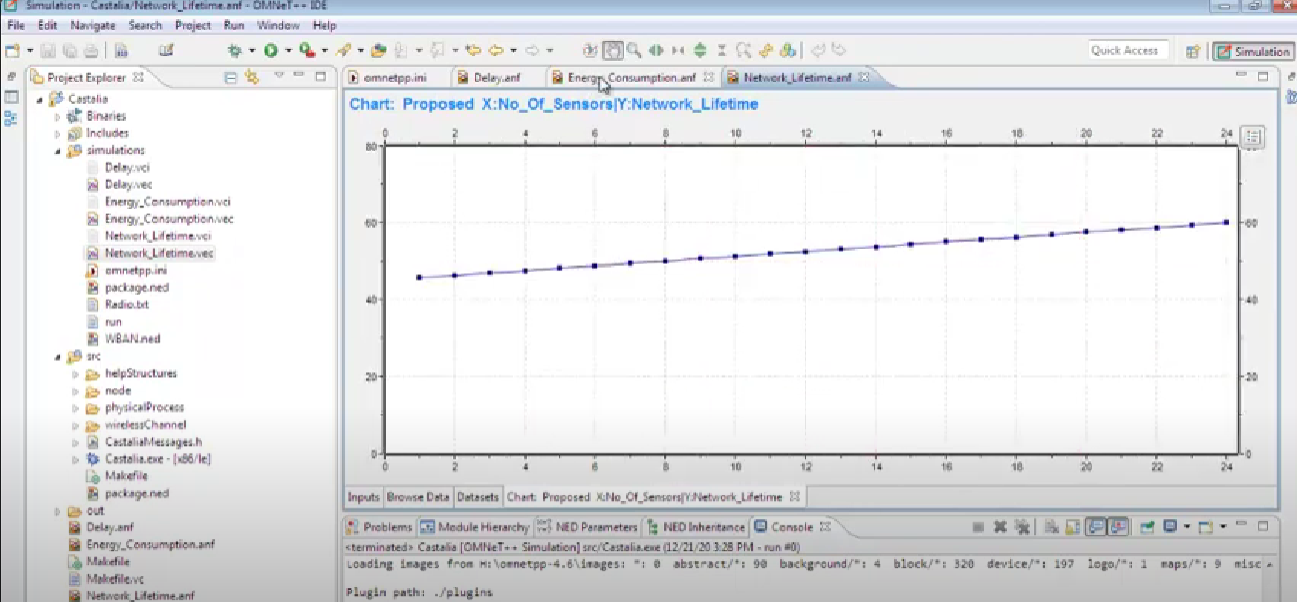 Simulation - Castalia/Network_Lifetime.anf - OMNeT++ IDE
File Edit Navigate Search Project Run Window Help
Quick Access
Simulation
Project Explorer
omnetpp.ini
Delay.anf
Energy_Consumption.anf
Network_Lifetime.anf
Castalia
Binaries
Includes
simulations
Delay.vci
Delay.vec
Energy_Consumption.vci
Energy_Consumption.vec
Network_Lifetime.vci
Network_Lifetime.vec
omnetpp.ini
package.ned
Radio.txt
run
WBAN.ned
src
helpStructures
node
physicalProcess
wirelessChannel
CastaliaMessages.h
Castalia.exe - [x86/le]
Makefile
package.ned
out
Delay.anf
Energy_Consumption.anf
Makefile
Makefile.vc
Network_Lifetime.anf
Chart: Proposed X:No_Of_Sensors|Y:Network_Lifetime
0 2 4 6 8 10 12 14 16 18 20 22 24
80 80
60 60
40 40
20 20
0 0
0 2 4 6 8 10 12 14 16 18 20 22 24
Inputs Browse Data Datasets Chart: Proposed X:No_Of_Sensors|Y:Network_Lifetime
Problems Module Hierarchy NED Parameters NED Inheritance Console
<terminated> Castalia [OMNeT++ Simulation] src/Castalia.exe (12/21/20 3:28 PM - run #0)
Loading images from H:\omnetpp-4.6\images: *: 0 abstract/*: 90 background/*: 4 block/*: 320 device/*: 197 logo/*: 1 maps/*: 9 misc
Plugin path: ./plugins